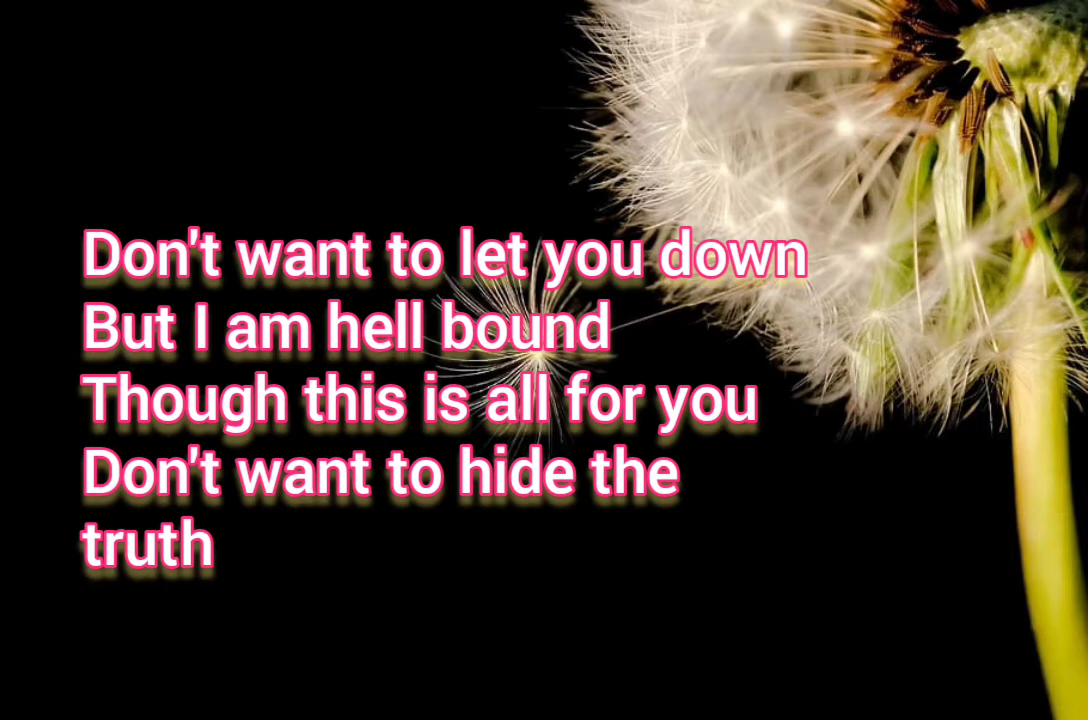 Don't want to let you down
But I am hell bound
Though this is all for you
Don't want to hide the
truth